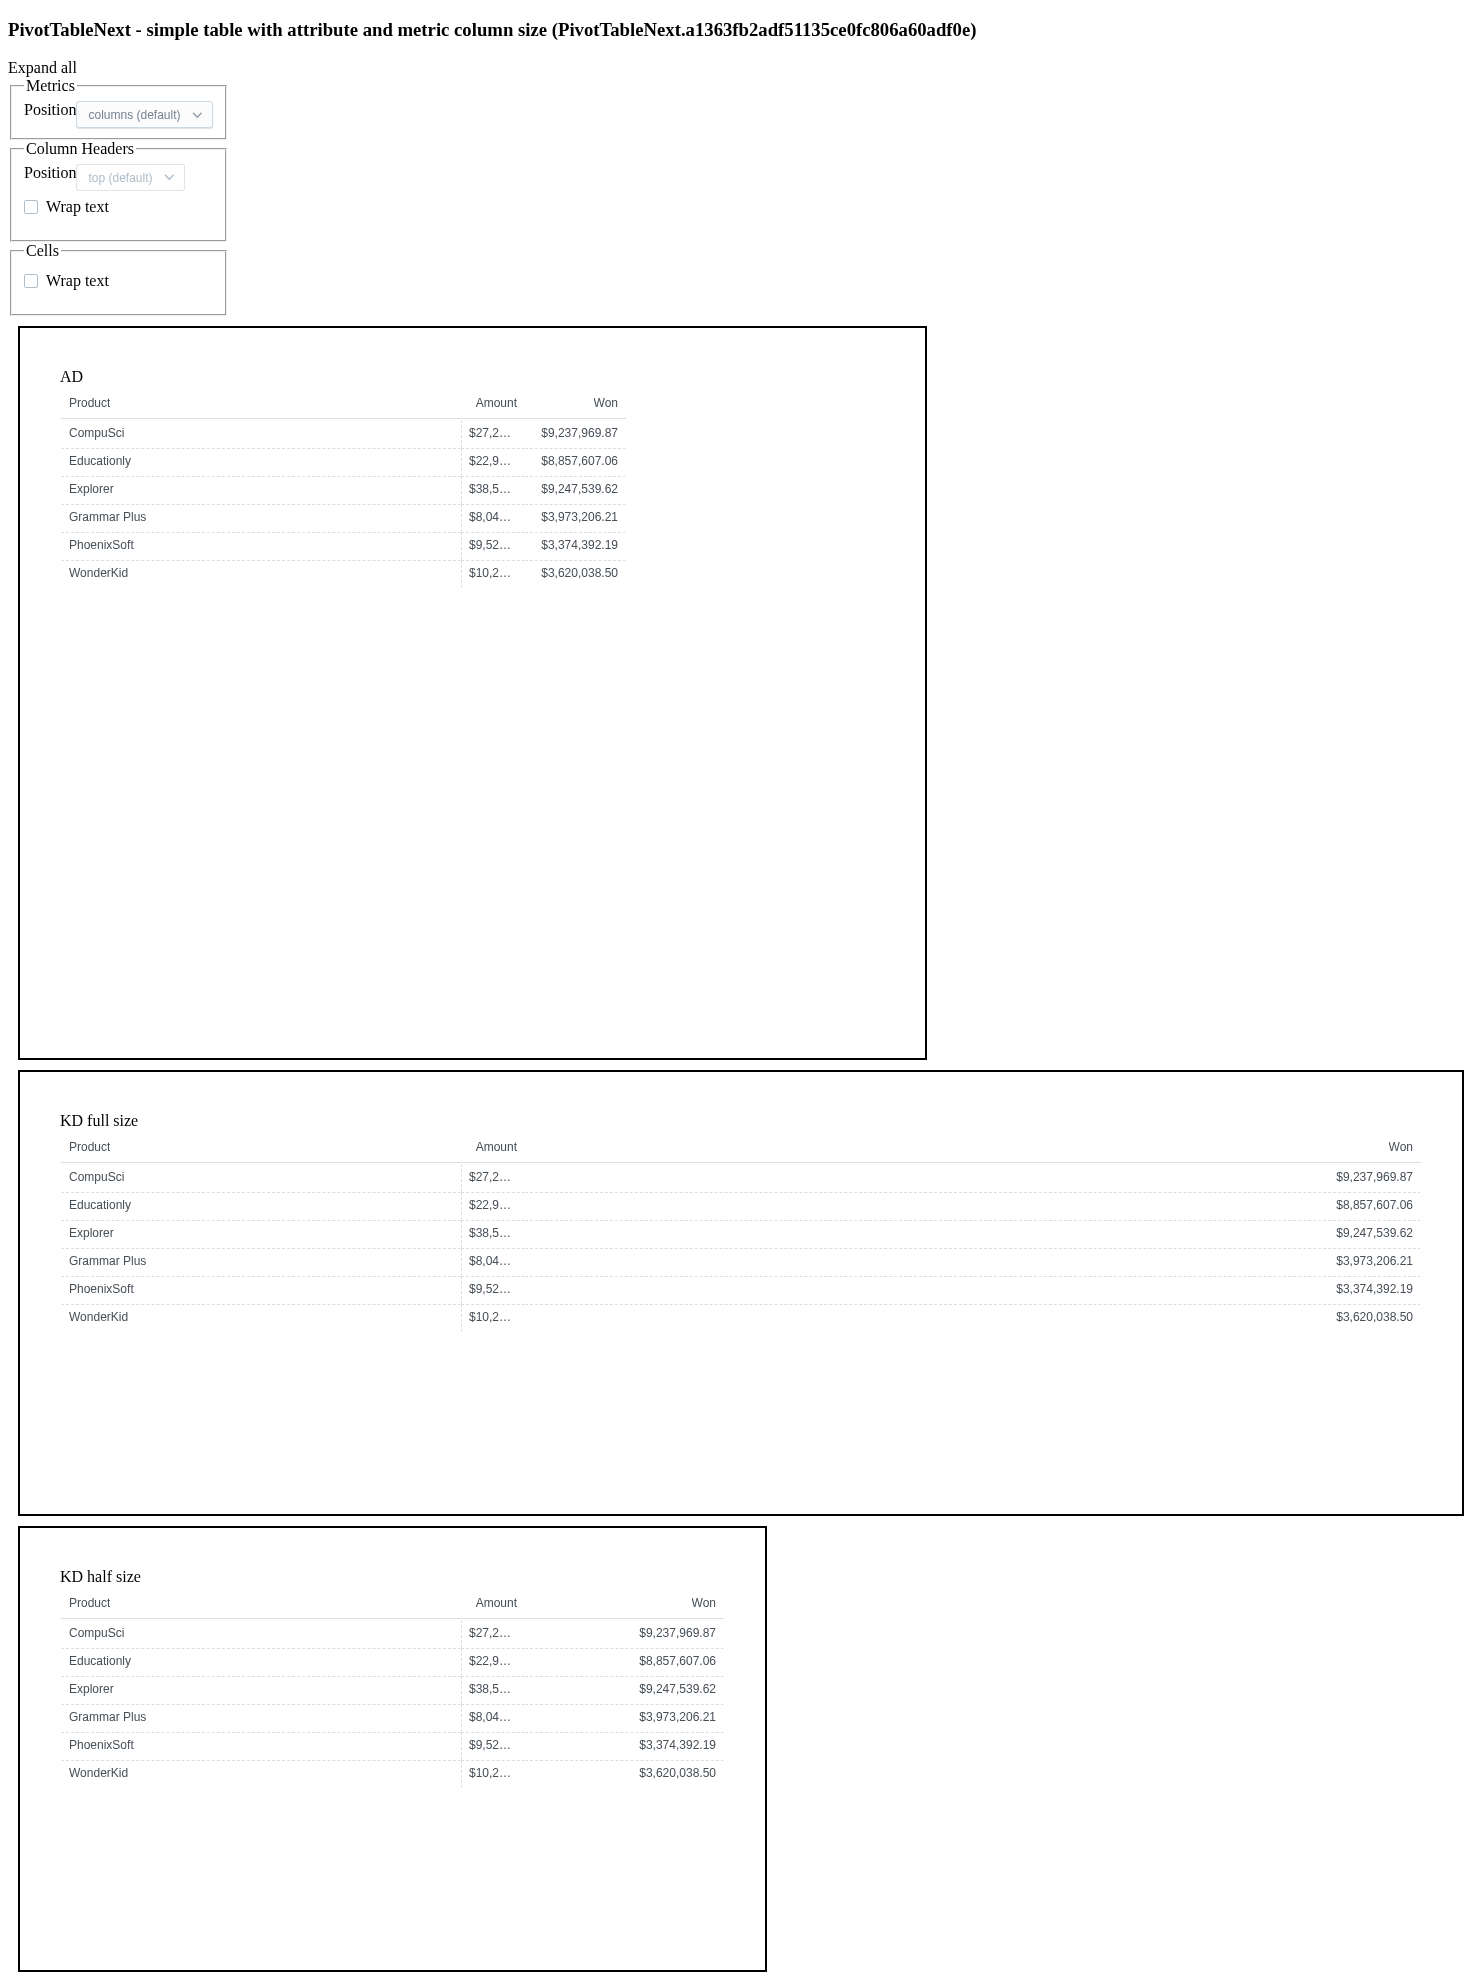 PivotTableNext - simple table with attribute and metric column size (PivotTableNext.a1363fb2adf51135ce0fc806a60adf0e)
Expand all
Metrics
Position columns (default)
Column Headers
Position top (default)
Wrap text
Cells
Wrap text
AD
Product Amount Won
CompuSci $27,2… $9,237,969.87
Educationly $22,9… $8,857,607.06
Explorer $38,5… $9,247,539.62
Grammar Plus $8,04… $3,973,206.21
PhoenixSoft $9,52… $3,374,392.19
WonderKid $10,2… $3,620,038.50
KD full size
Product Amount Won
CompuSci $27,2… $9,237,969.87
Educationly $22,9… $8,857,607.06
Explorer $38,5… $9,247,539.62
Grammar Plus $8,04… $3,973,206.21
PhoenixSoft $9,52… $3,374,392.19
WonderKid $10,2… $3,620,038.50
KD half size
Product Amount Won
CompuSci $27,2… $9,237,969.87
Educationly $22,9… $8,857,607.06
Explorer $38,5… $9,247,539.62
Grammar Plus $8,04… $3,973,206.21
PhoenixSoft $9,52… $3,374,392.19
WonderKid $10,2… $3,620,038.50